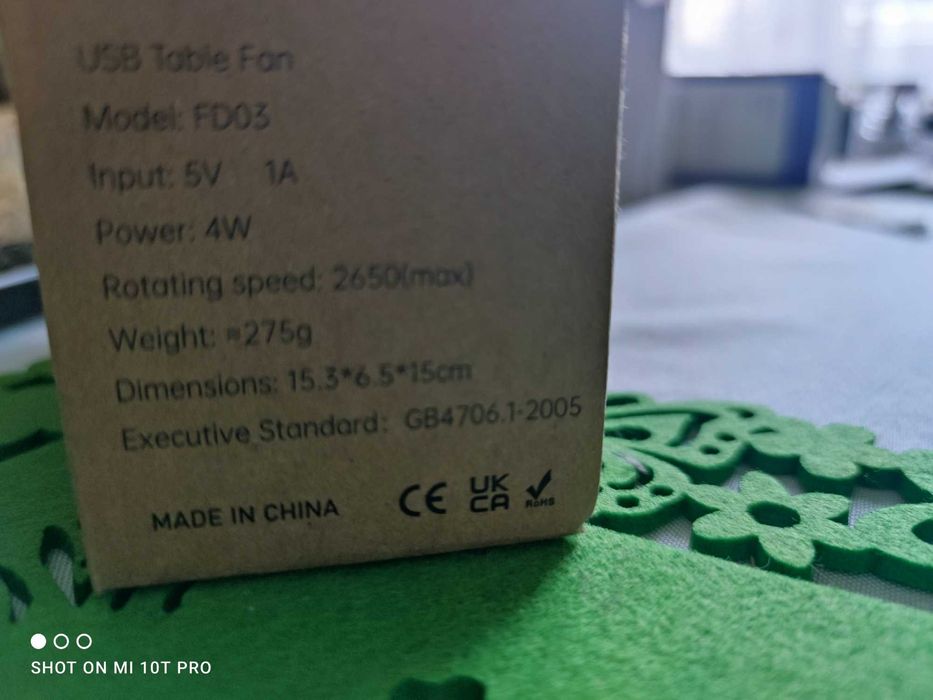 USB Table Fan
Model: FD03
Input: 5V 1A
Power: 4W
Rotating speed: 2650(max)
Weight: ≈275g
Dimensions: 15.3*6.5*15cm
Executive Standard: GB4706.1-2005
MADE IN CHINA CE UK CA RoHS
SHOT ON MI 10T PRO